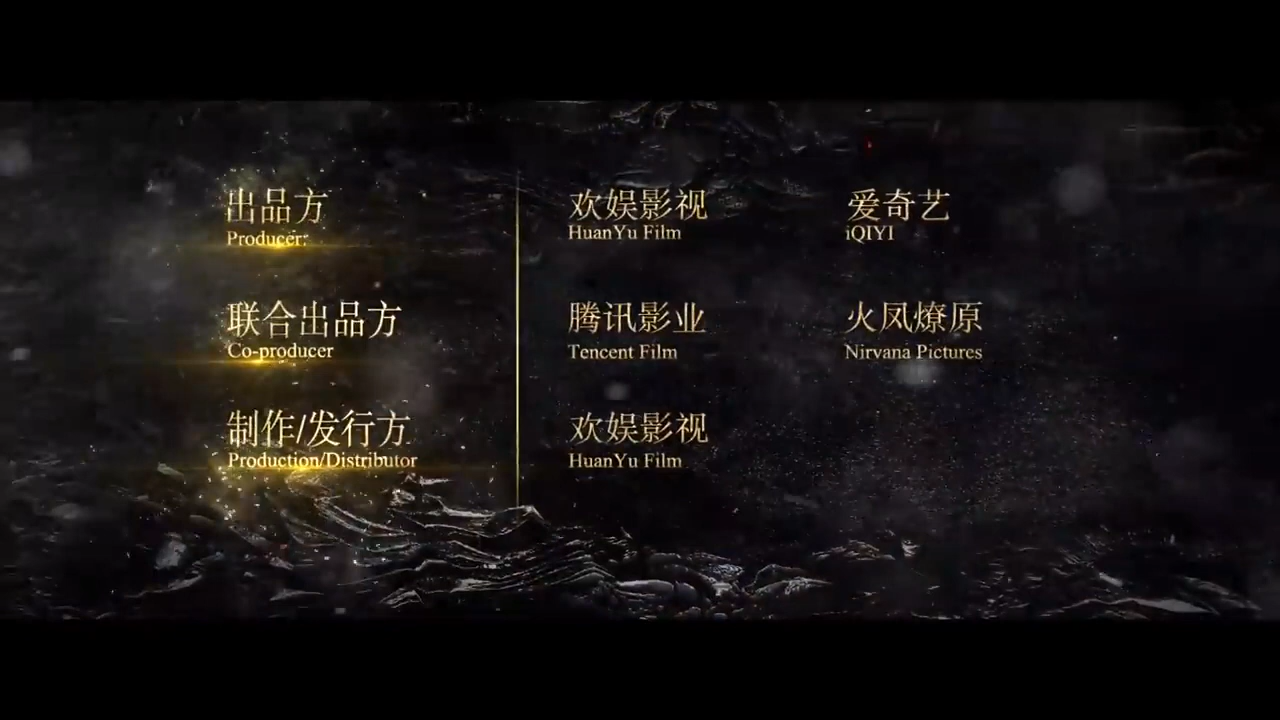 出品方
Producer:
欢娱影视
HuanYu Film
爱奇艺
iQIYI
联合出品方
Co-producer
腾讯影业
Tencent Film
火凤燎原
Nirvana Pictures
制作/发行方
Production/Distributor
欢娱影视
HuanYu Film